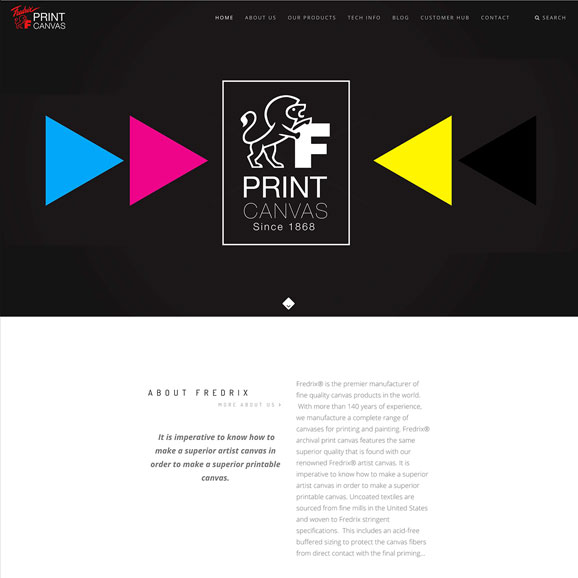 Fredrix
PRINT
CANVAS
HOME ABOUT US OUR PRODUCTS TECH INFO BLOG CUSTOMER HUB CONTACT SEARCH
F
PRINT
CANVAS
Since 1868
ABOUT FREDRIX
MORE ABOUT US
It is imperative to know how to
make a superior artist canvas in
order to make a superior printable
canvas.
Fredrix® is the premier manufacturer of
fine quality canvas products in the world.
With more than 140 years of experience,
we manufacture a complete range of
canvases for printing and painting. Fredrix®
archival print canvas features the same
superior quality that is found with our
renowned Fredrix® artist canvas. It is
imperative to know how to make a superior
artist canvas in order to make a superior
printable canvas. Uncoated textiles are
sourced from fine mills in the United States
and woven to Fredrix stringent
specifications.  This includes an acid-free
buffered sizing to protect the canvas fibers
from direct contact with the final priming...